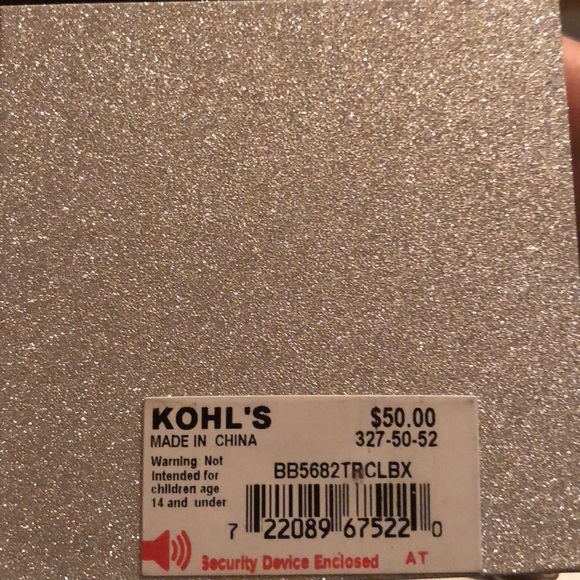 KOHL'S $50.00
MADE IN CHINA 327-50-52
Warning Not
Intended for
children age
14 and under
BB5682TRCLBX
7 22089 67522 0
Security Device Enclosed AT